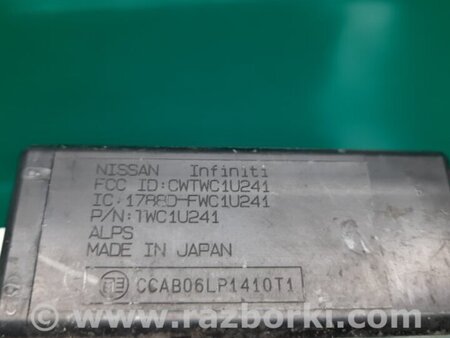 NISSAN Infiniti
FCC ID:CWTWC1U241
IC:1788D-FWC1U241
P/N:TWC1U241
ALPS
MADE IN JAPAN
CCAB06LP1410T1
www.razborki.com